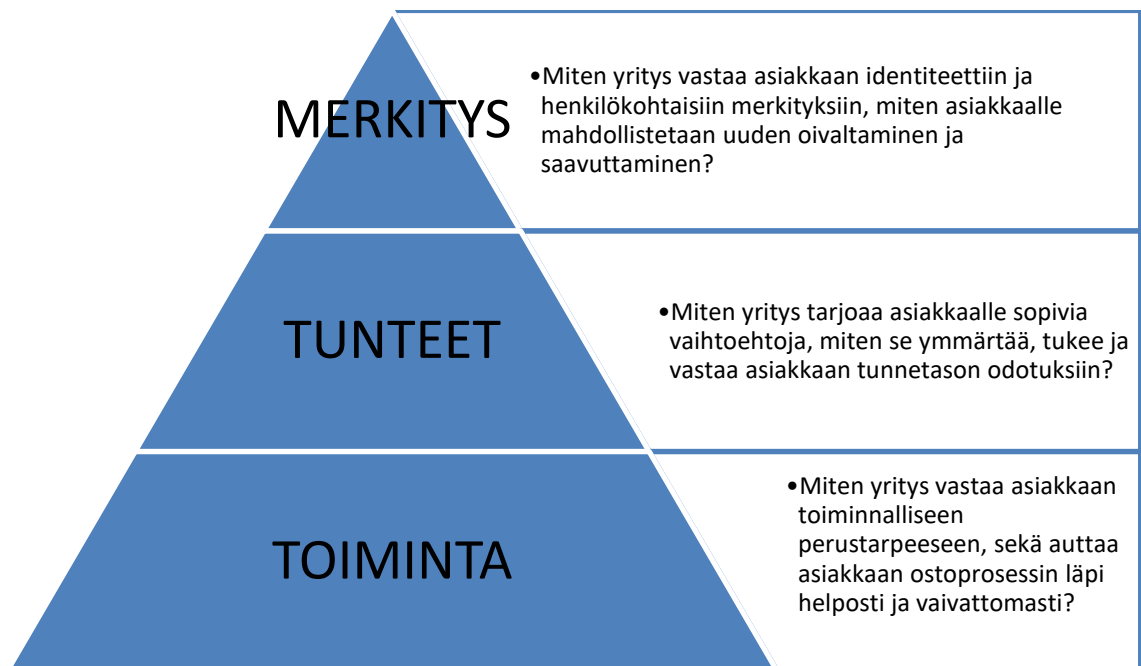 MERKITYS
•Miten yritys vastaa asiakkaan identiteettiin ja
henkilökohtaisiin merkityksiin, miten asiakkaalle
mahdollistetaan uuden oivaltaminen ja
saavuttaminen?
TUNTEET
•Miten yritys tarjoaa asiakkaalle sopivia
vaihtoehtoja, miten se ymmärtää, tukee ja
vastaa asiakkaan tunnetason odotuksiin?
TOIMINTA
•Miten yritys vastaa asiakkaan
toiminnalliseen
perustarpeeseen, sekä auttaa
asiakkaan ostoprosessin läpi
helposti ja vaivattomasti?